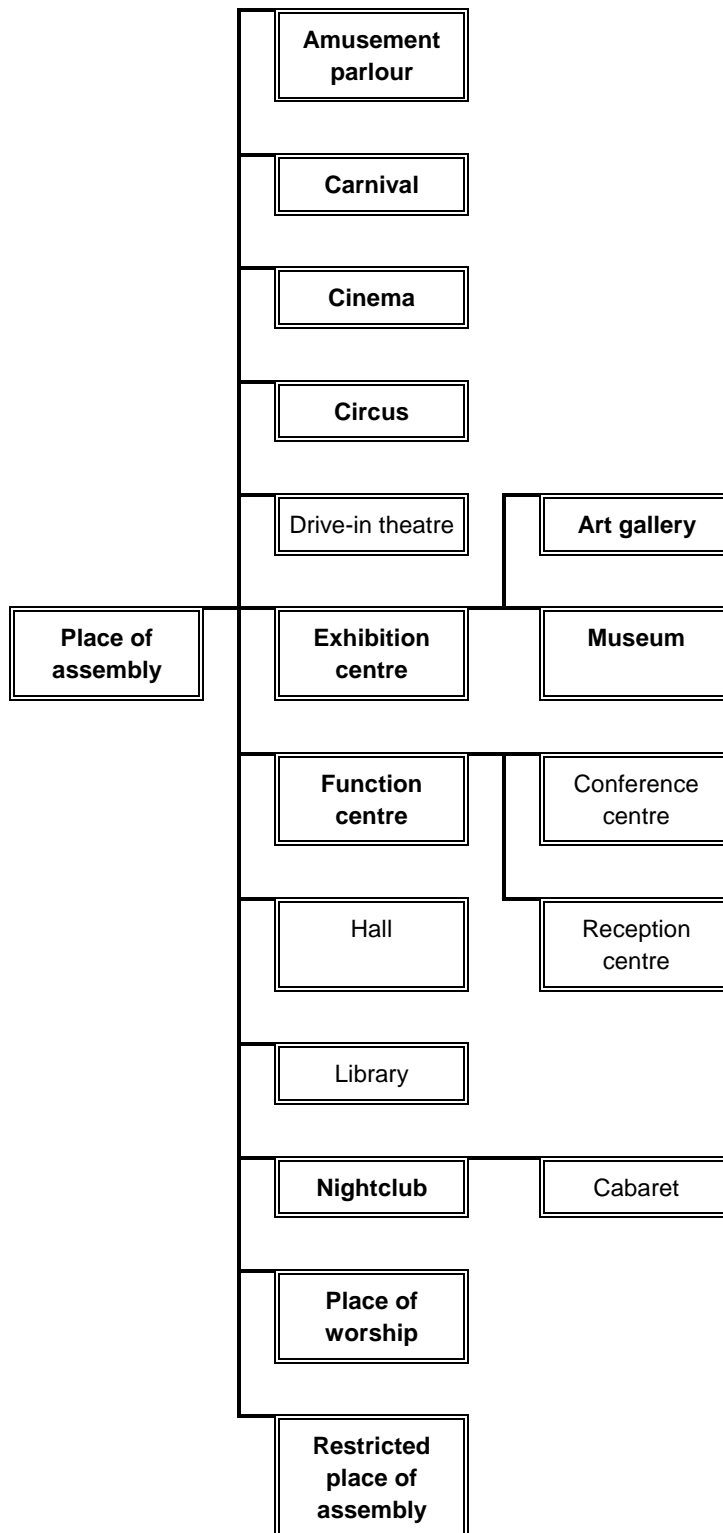 Amusement
parlour
Carnival
Cinema
Circus
Drive-in theatre
Art gallery
Place of
assembly
Exhibition
centre
Museum
Function
centre
Conference
centre
Hall
Reception
centre
Library
Nightclub
Cabaret
Place of
worship
Restricted
place of
assembly